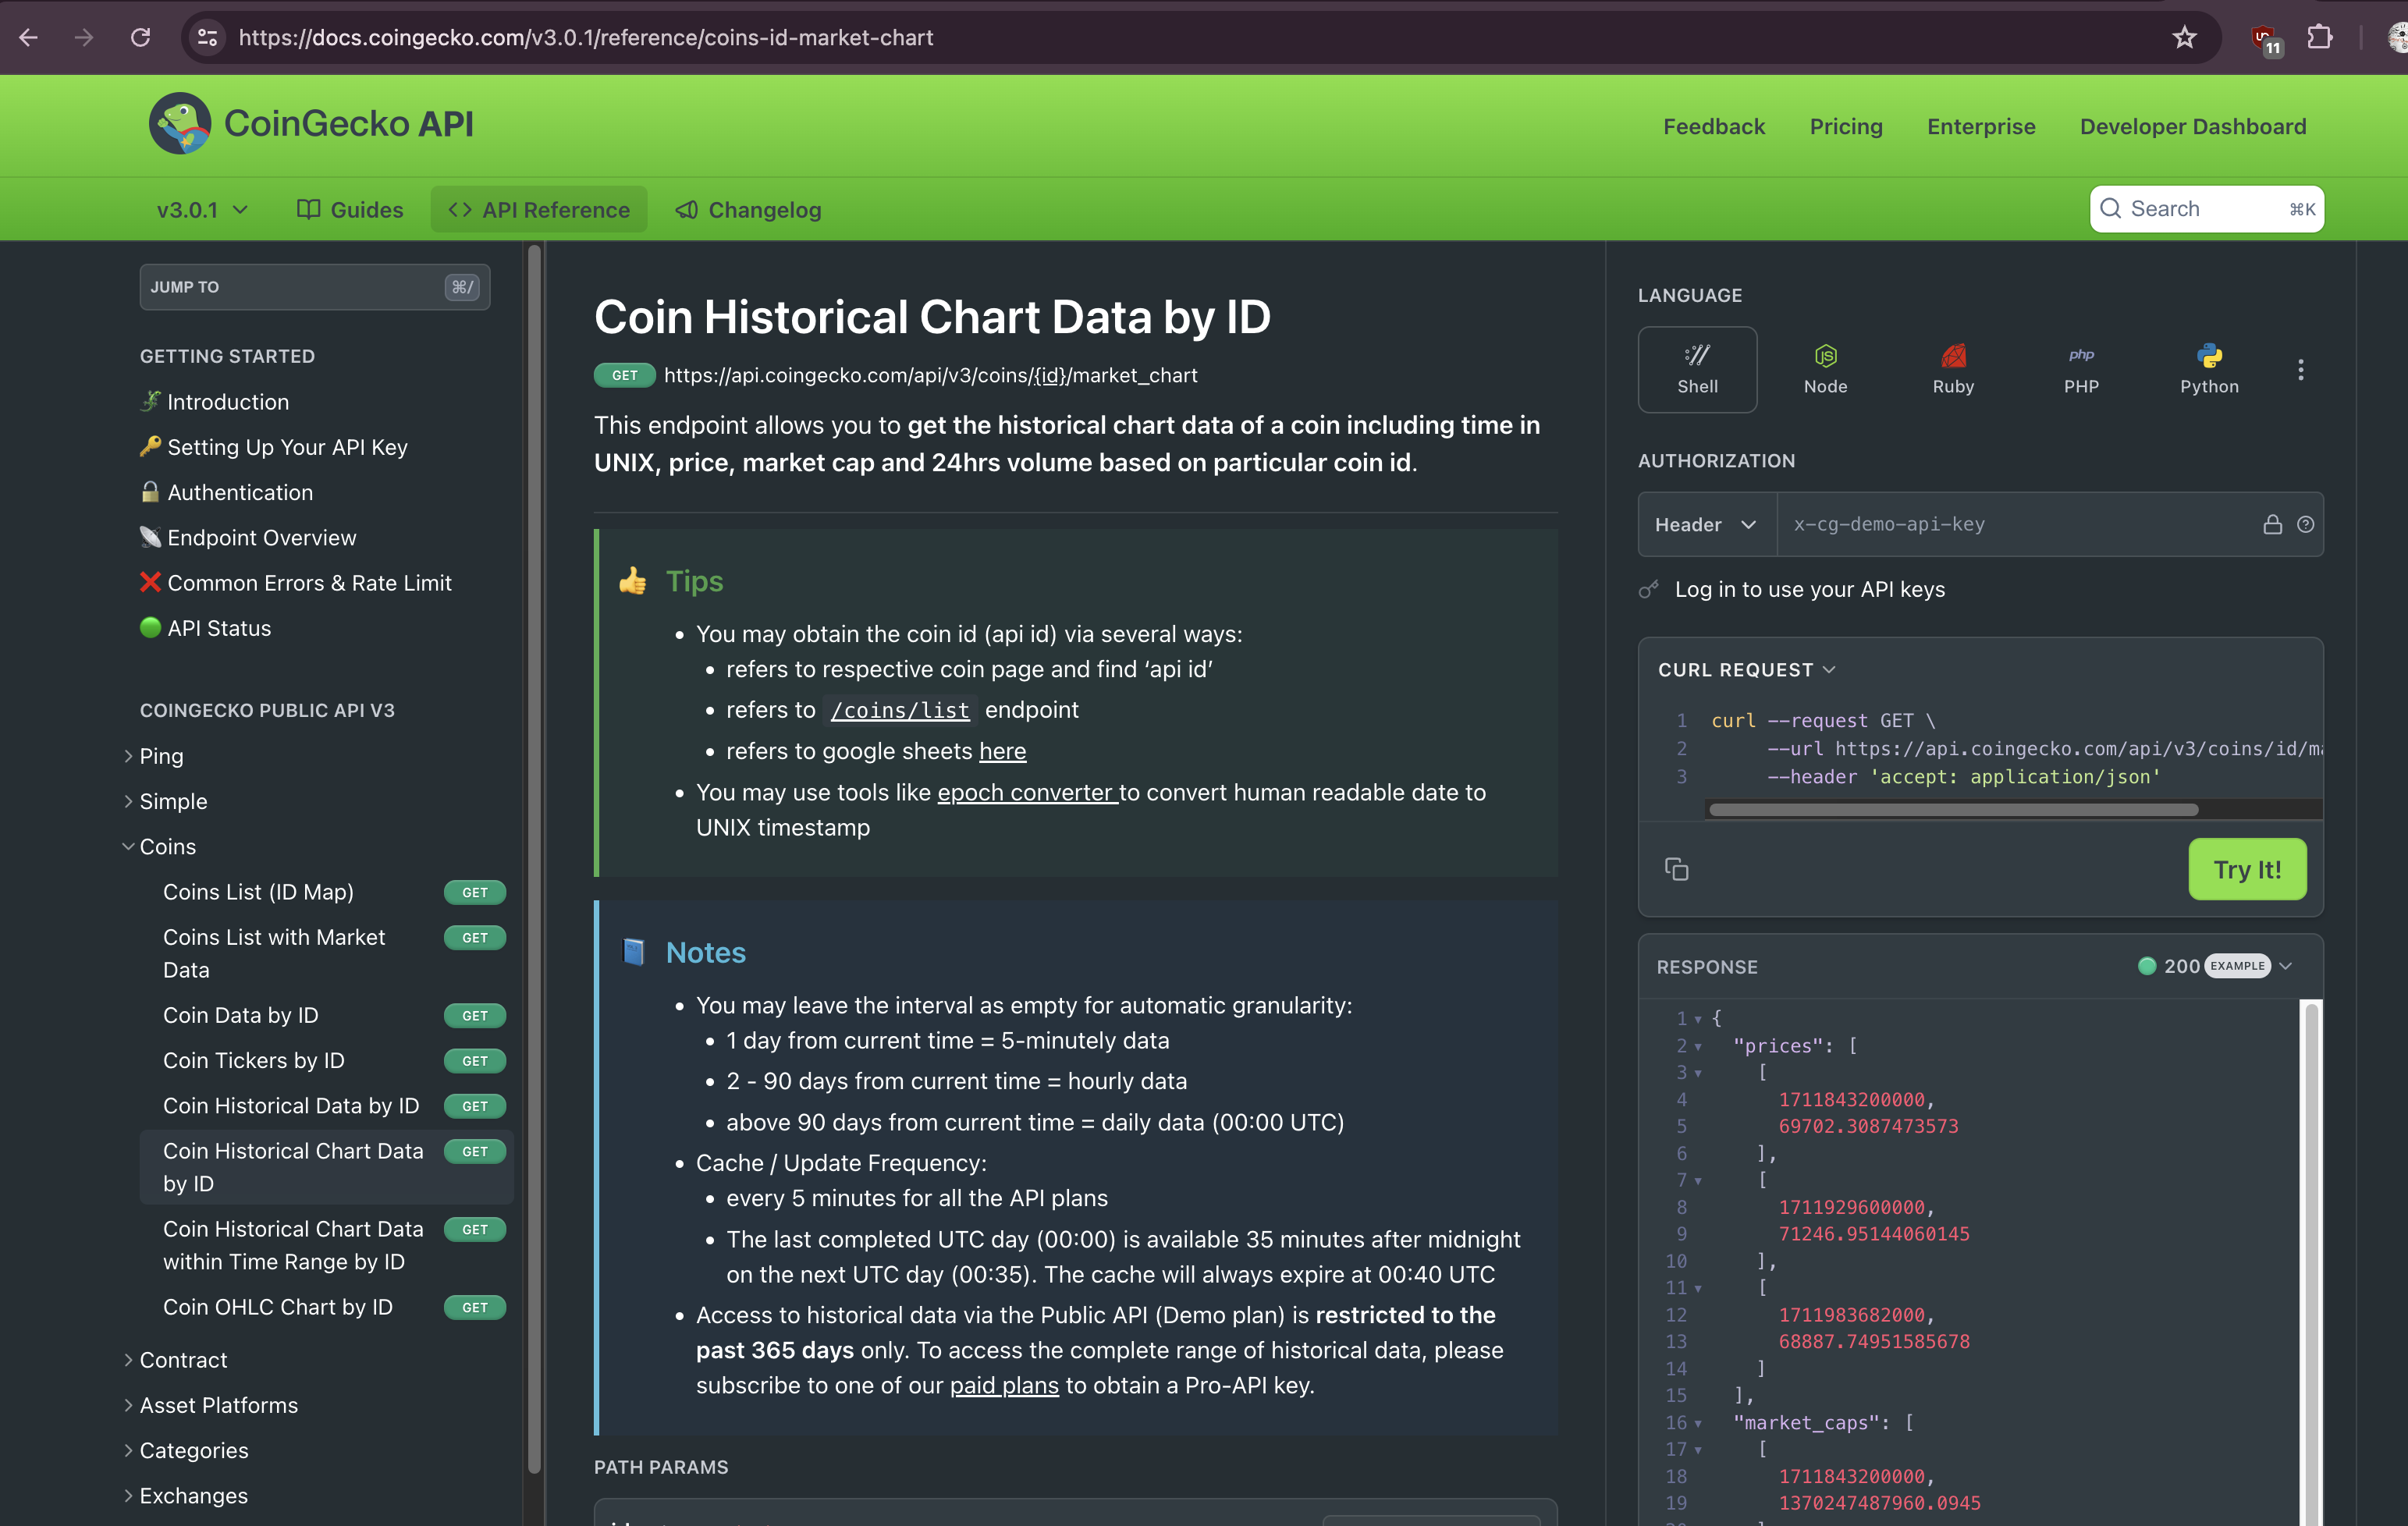 https://docs.coingecko.com/v3.0.1/reference/coins-id-market-chart
11
CoinGecko API
Feedback
Pricing
Enterprise
Developer Dashboard
v3.0.1
Guides
API Reference
Changelog
Search
⌘K
JUMP TO
⌘/
GETTING STARTED
Introduction
Setting Up Your API Key
Authentication
Endpoint Overview
Common Errors & Rate Limit
API Status
COINGECKO PUBLIC API V3
Ping
Simple
Coins
Coins List (ID Map) GET
Coins List with Market GET
Data
Coin Data by ID GET
Coin Tickers by ID GET
Coin Historical Data by ID GET
Coin Historical Chart Data GET
by ID
Coin Historical Chart Data GET
within Time Range by ID
Coin OHLC Chart by ID GET
Contract
Asset Platforms
Categories
Exchanges
Coin Historical Chart Data by ID
GET https://api.coingecko.com/api/v3/coins/{id}/market_chart
This endpoint allows you to get the historical chart data of a coin including time in
UNIX, price, market cap and 24hrs volume based on particular coin id.
Tips
• You may obtain the coin id (api id) via several ways:
• refers to respective coin page and find ‘api id’
• refers to /coins/list endpoint
• refers to google sheets here
• You may use tools like epoch converter to convert human readable date to
UNIX timestamp
Notes
• You may leave the interval as empty for automatic granularity:
• 1 day from current time = 5-minutely data
• 2 - 90 days from current time = hourly data
• above 90 days from current time = daily data (00:00 UTC)
• Cache / Update Frequency:
• every 5 minutes for all the API plans
• The last completed UTC day (00:00) is available 35 minutes after midnight
on the next UTC day (00:35). The cache will always expire at 00:40 UTC
• Access to historical data via the Public API (Demo plan) is restricted to the
past 365 days only. To access the complete range of historical data, please
subscribe to one of our paid plans to obtain a Pro-API key.
PATH PARAMS
LANGUAGE
Shell
Node
Ruby
php
PHP
Python
AUTHORIZATION
Header
x-cg-demo-api-key
Log in to use your API keys
CURL REQUEST
1 curl --request GET \
2 --url https://api.coingecko.com/api/v3/coins/id/ma
3 --header 'accept: application/json'
Try It!
RESPONSE
200 EXAMPLE
1 {
2 "prices": [
3 [
4 1711843200000,
5 69702.3087473573
6 ],
7 [
8 1711929600000,
9 71246.95144060145
10 ],
11 [
12 1711983682000,
13 68887.74951585678
14 ]
15 ],
16 "market_caps": [
17 [
18 1711843200000,
19 1370247487960.0945